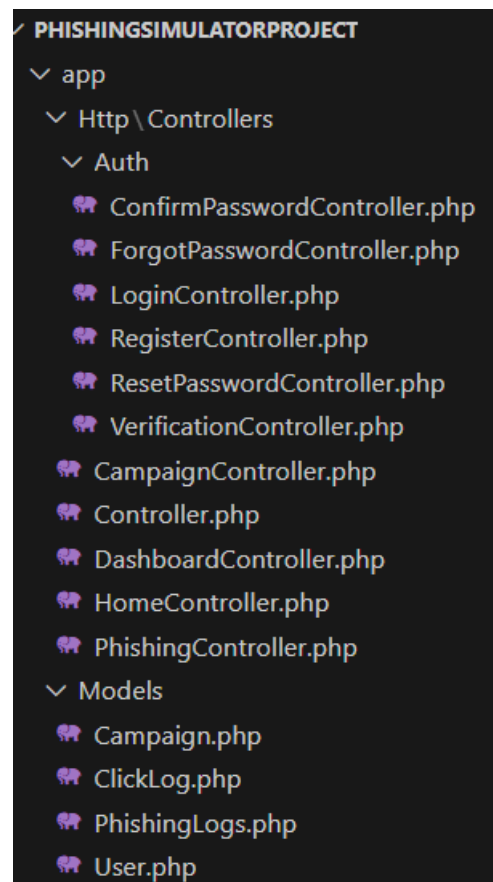 PHISHINGSIMULATORPROJECT
app
Http\Controllers
Auth
ConfirmPasswordController.php
ForgotPasswordController.php
LoginController.php
RegisterController.php
ResetPasswordController.php
VerificationController.php
CampaignController.php
Controller.php
DashboardController.php
HomeController.php
PhishingController.php
Models
Campaign.php
ClickLog.php
PhishingLogs.php
User.php